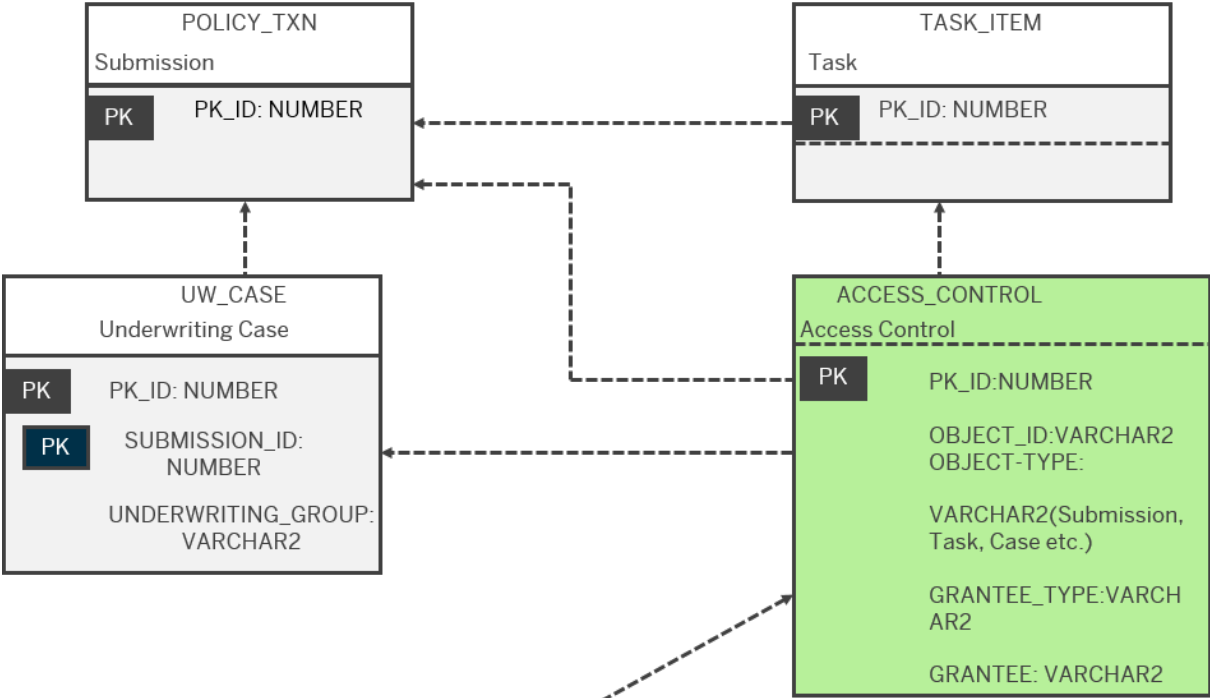 POLICY_TXN
Submission
PK
PK_ID: NUMBER
TASK_ITEM
Task
PK
PK_ID: NUMBER
UW_CASE
Underwriting Case
PK
PK_ID: NUMBER
PK
SUBMISSION_ID:
NUMBER
UNDERWRITING_GROUP:
VARCHAR2
ACCESS_CONTROL
Access Control
PK
PK_ID:NUMBER
OBJECT_ID:VARCHAR2
OBJECT-TYPE:
VARCHAR2(Submission,
Task, Case etc.)
GRANTEE_TYPE:VARCH
AR2
GRANTEE: VARCHAR2